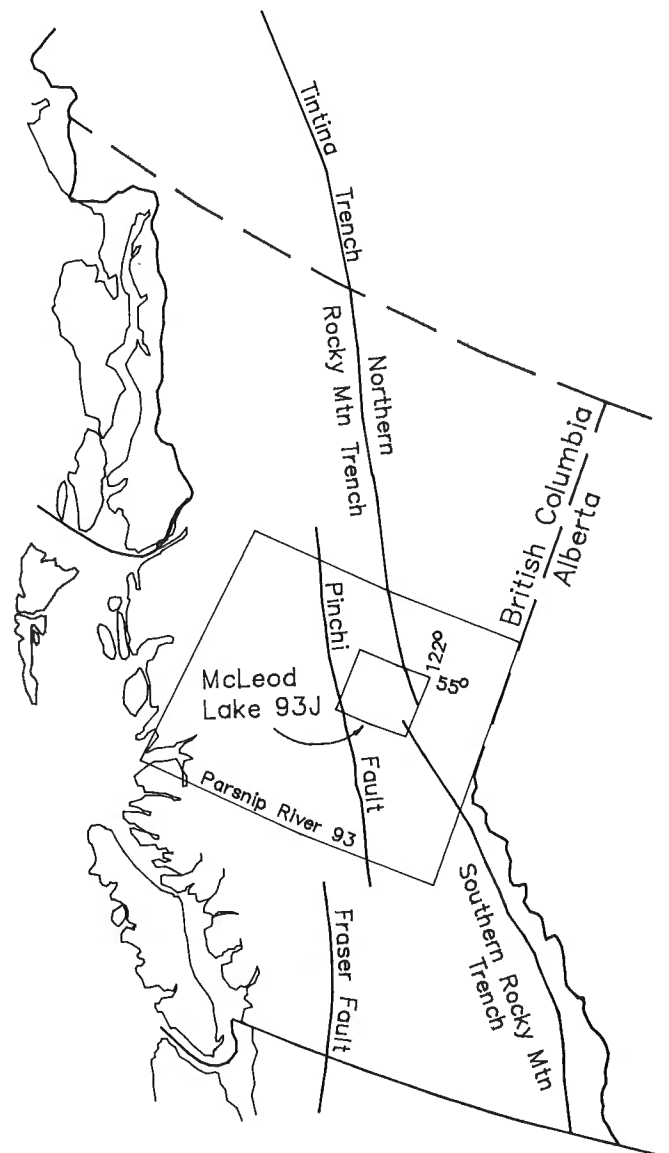 Tintina Trench
Northern
Rocky Mtn Trench
British Columbia
Alberta
Pinchi Fault
122°
55°
McLeod
Lake 93J
Parsnip River 93
Southern Rocky Mtn
Trench
Fraser Fault